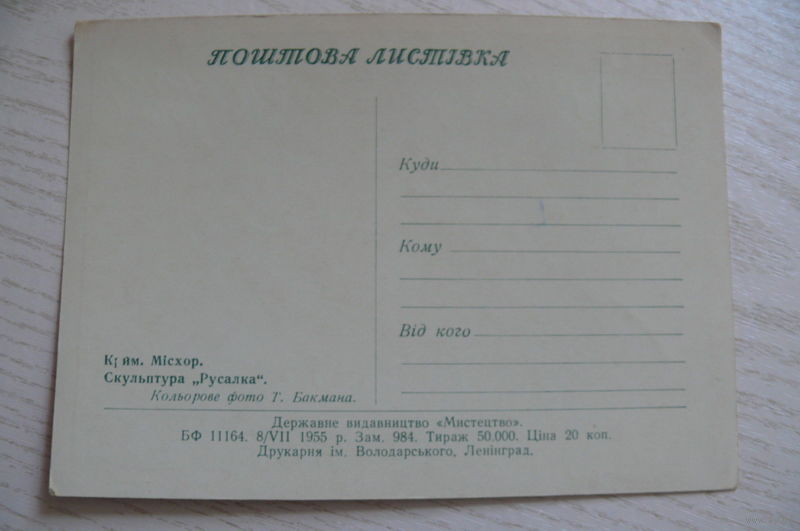 ПОШТОВА ЛИСТІВКА
Куди
Кому
Від кого
Крим. Місхор.
Скульптура „Русалка“.
Кольорове фото Т. Бакмана.
Державне видавництво «Мистецтво».
БФ 11164. 8/VII 1955 р. Зам. 984. Тираж 50.000. Ціна 20 коп.
Друкарня ім. Володарського, Ленінград.